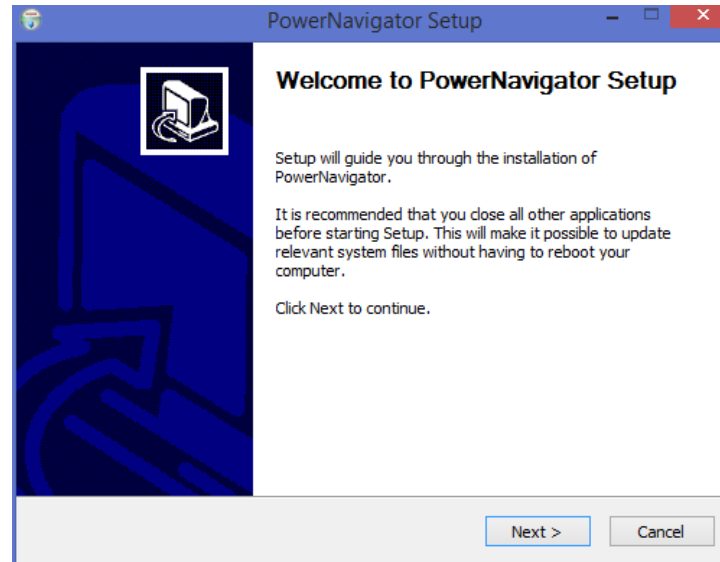 PowerNavigator Setup
Welcome to PowerNavigator Setup
Setup will guide you through the installation of
PowerNavigator.
It is recommended that you close all other applications
before starting Setup. This will make it possible to update
relevant system files without having to reboot your
computer.
Click Next to continue.
Next >
Cancel